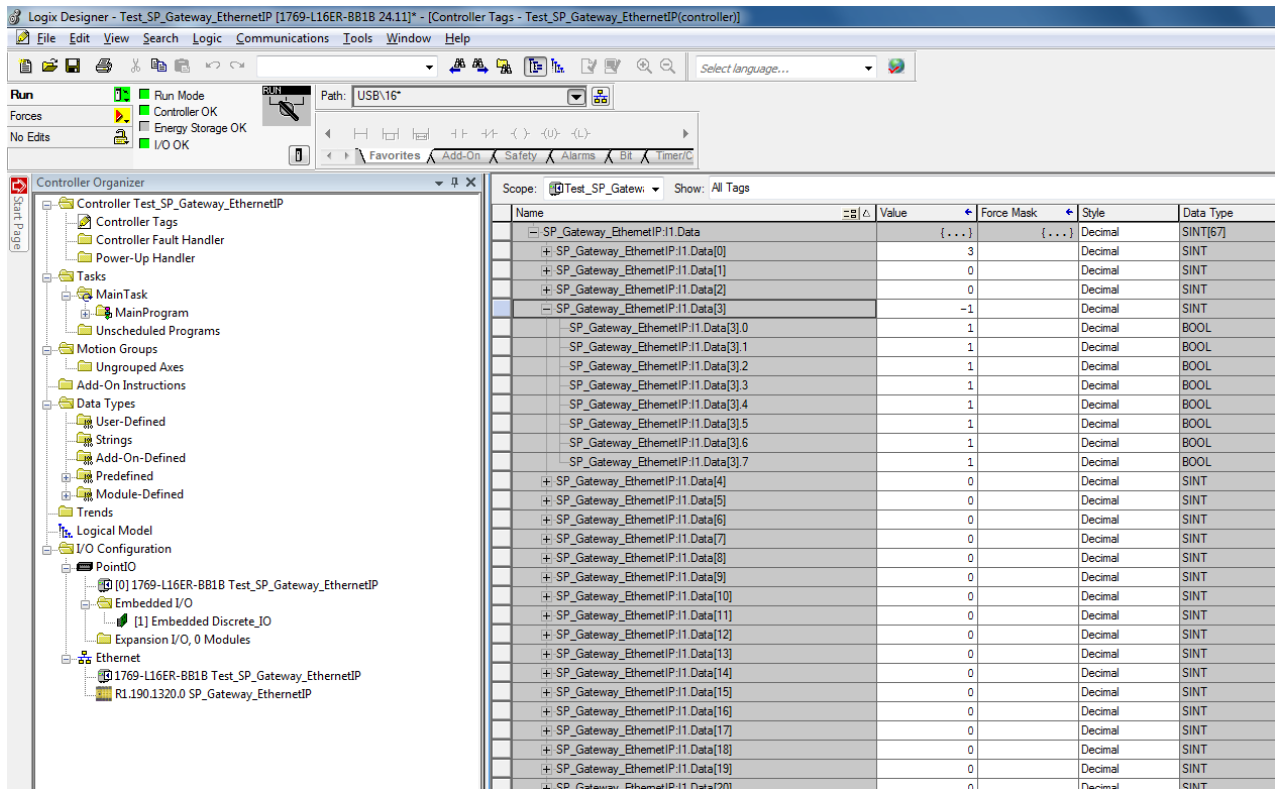 Logix Designer - Test_SP_Gateway_EthernetIP [1769-L16ER-BB1B 24.11]* - [Controller Tags - Test_SP_Gateway_EthernetIP(controller)]
File Edit View Search Logic Communications Tools Window Help
Select language...
Run
Run Mode
RUN
Path: USB\16*
Forces
Controller OK
Energy Storage OK
No Edits
I/O OK
Favorites Add-On Safety Alarms Bit Timer/C
Start Page
Controller Organizer
Controller Test_SP_Gateway_EthernetIP
Controller Tags
Controller Fault Handler
Power-Up Handler
Tasks
MainTask
MainProgram
Unscheduled Programs
Motion Groups
Ungrouped Axes
Add-On Instructions
Data Types
User-Defined
Strings
Add-On-Defined
Predefined
Module-Defined
Trends
Logical Model
I/O Configuration
PointIO
[0] 1769-L16ER-BB1B Test_SP_Gateway_EthernetIP
Embedded I/O
[1] Embedded Discrete_IO
Expansion I/O, 0 Modules
Ethernet
1769-L16ER-BB1B Test_SP_Gateway_EthernetIP
R1.190.1320.0 SP_Gateway_EthernetIP
Scope: Test_SP_Gatew: Show: All Tags
Name Value Force Mask Style Data Type
SP_Gateway_EthernetIP:I1.Data {...} {...} Decimal SINT[67]
SP_Gateway_EthernetIP:I1.Data[0] 3 Decimal SINT
SP_Gateway_EthernetIP:I1.Data[1] 0 Decimal SINT
SP_Gateway_EthernetIP:I1.Data[2] 0 Decimal SINT
SP_Gateway_EthernetIP:I1.Data[3] -1 Decimal SINT
SP_Gateway_EthernetIP:I1.Data[3].0 1 Decimal BOOL
SP_Gateway_EthernetIP:I1.Data[3].1 1 Decimal BOOL
SP_Gateway_EthernetIP:I1.Data[3].2 1 Decimal BOOL
SP_Gateway_EthernetIP:I1.Data[3].3 1 Decimal BOOL
SP_Gateway_EthernetIP:I1.Data[3].4 1 Decimal BOOL
SP_Gateway_EthernetIP:I1.Data[3].5 1 Decimal BOOL
SP_Gateway_EthernetIP:I1.Data[3].6 1 Decimal BOOL
SP_Gateway_EthernetIP:I1.Data[3].7 1 Decimal BOOL
SP_Gateway_EthernetIP:I1.Data[4] 0 Decimal SINT
SP_Gateway_EthernetIP:I1.Data[5] 0 Decimal SINT
SP_Gateway_EthernetIP:I1.Data[6] 0 Decimal SINT
SP_Gateway_EthernetIP:I1.Data[7] 0 Decimal SINT
SP_Gateway_EthernetIP:I1.Data[8] 0 Decimal SINT
SP_Gateway_EthernetIP:I1.Data[9] 0 Decimal SINT
SP_Gateway_EthernetIP:I1.Data[10] 0 Decimal SINT
SP_Gateway_EthernetIP:I1.Data[11] 0 Decimal SINT
SP_Gateway_EthernetIP:I1.Data[12] 0 Decimal SINT
SP_Gateway_EthernetIP:I1.Data[13] 0 Decimal SINT
SP_Gateway_EthernetIP:I1.Data[14] 0 Decimal SINT
SP_Gateway_EthernetIP:I1.Data[15] 0 Decimal SINT
SP_Gateway_EthernetIP:I1.Data[16] 0 Decimal SINT
SP_Gateway_EthernetIP:I1.Data[17] 0 Decimal SINT
SP_Gateway_EthernetIP:I1.Data[18] 0 Decimal SINT
SP_Gateway_EthernetIP:I1.Data[19] 0 Decimal SINT
SP_Gateway_EthernetIP:I1.Data[20] 0 Decimal SINT